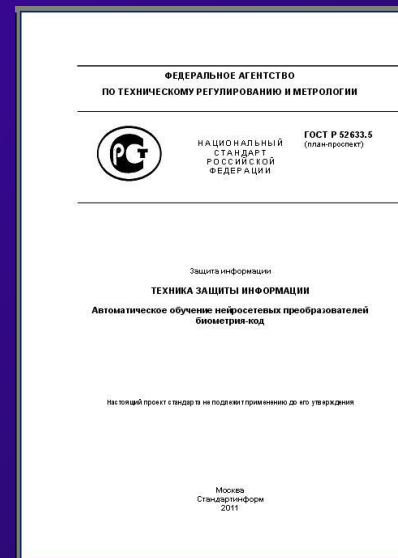 ФЕДЕРАЛЬНОЕ АГЕНТСТВО
ПО ТЕХНИЧЕСКОМУ РЕГУЛИРОВАНИЮ И МЕТРОЛОГИИ
НАЦИОНАЛЬНЫЙ
СТАНДАРТ
РОССИЙСКОЙ
ФЕДЕРАЦИИ
ГОСТ Р 52633.5
(план-проспект)
Защита информации
ТЕХНИКА ЗАЩИТЫ ИНФОРМАЦИИ
Автоматическое обучение нейросетевых преобразователей
биометрия-код
Настоящий проект стандарта не подлежит применению до его утверждения
Москва
Стандартинформ
2011